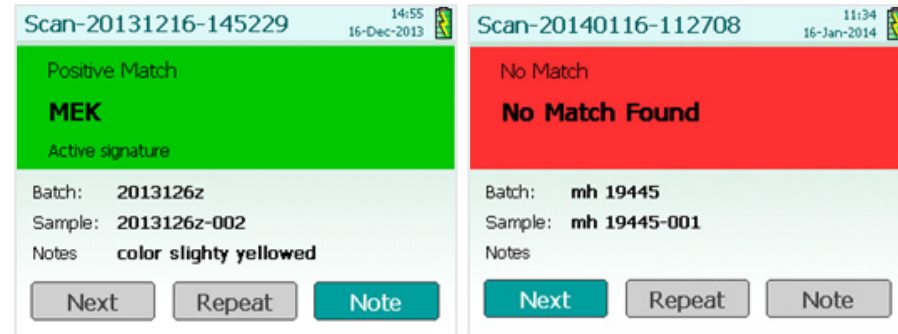 Scan-20131216-145229
14:55
16-Dec-2013
Positive Match
MEK
Active signature
Batch: 2013126z
Sample: 2013126z-002
Notes color slighty yellowed
Next Repeat Note
Scan-20140116-112708
11:34
16-Jan-2014
No Match
No Match Found
Batch: mh 19445
Sample: mh 19445-001
Notes
Next Repeat Note